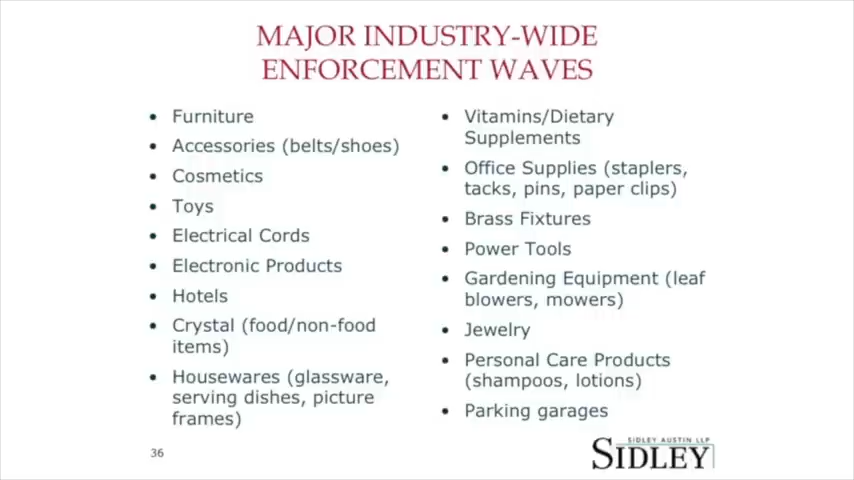 MAJOR INDUSTRY-WIDE
ENFORCEMENT WAVES
• Furniture
• Accessories (belts/shoes)
• Cosmetics
• Toys
• Electrical Cords
• Electronic Products
• Hotels
• Crystal (food/non-food
items)
• Housewares (glassware,
serving dishes, picture
frames)
• Vitamins/Dietary
Supplements
• Office Supplies (staplers,
tacks, pins, paper clips)
• Brass Fixtures
• Power Tools
• Gardening Equipment (leaf
blowers, mowers)
• Jewelry
• Personal Care Products
(shampoos, lotions)
• Parking garages
36
SIDLEY AUSTIN LLP
SIDLEY